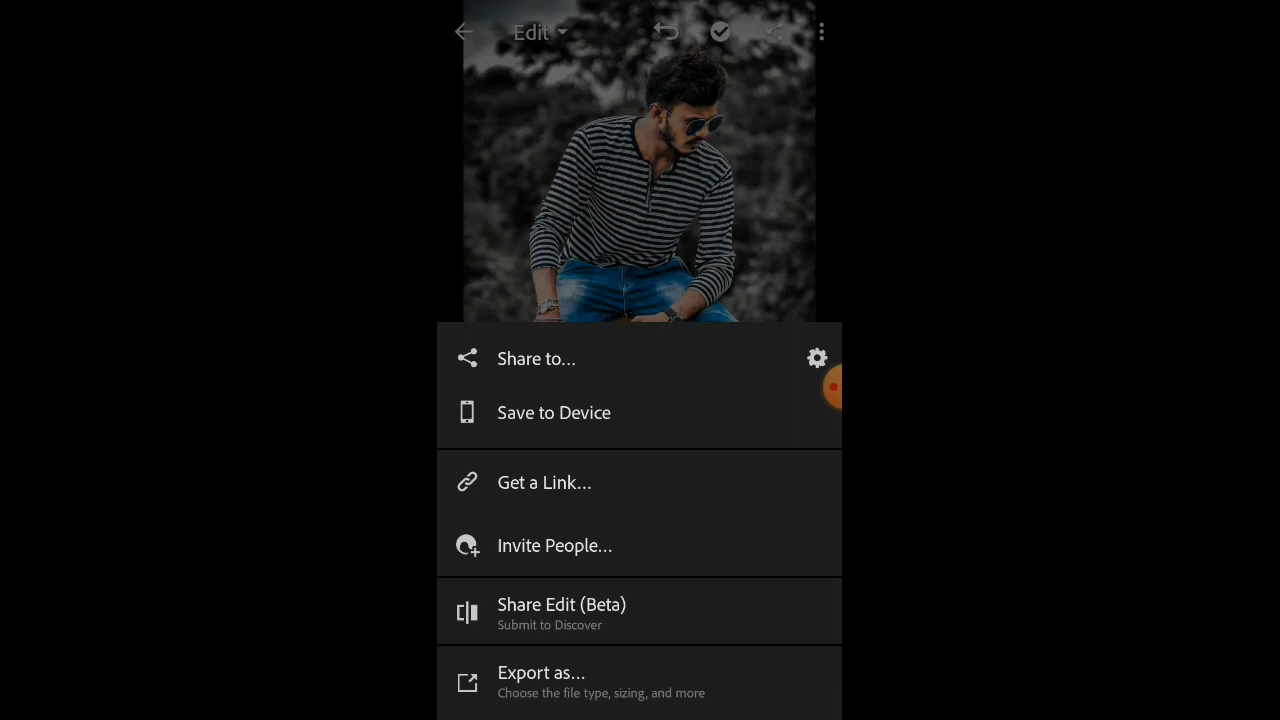 Edit
Share to...
Save to Device
Get a Link...
Invite People...
Share Edit (Beta)
Submit to Discover
Export as...
Choose the file type, sizing, and more